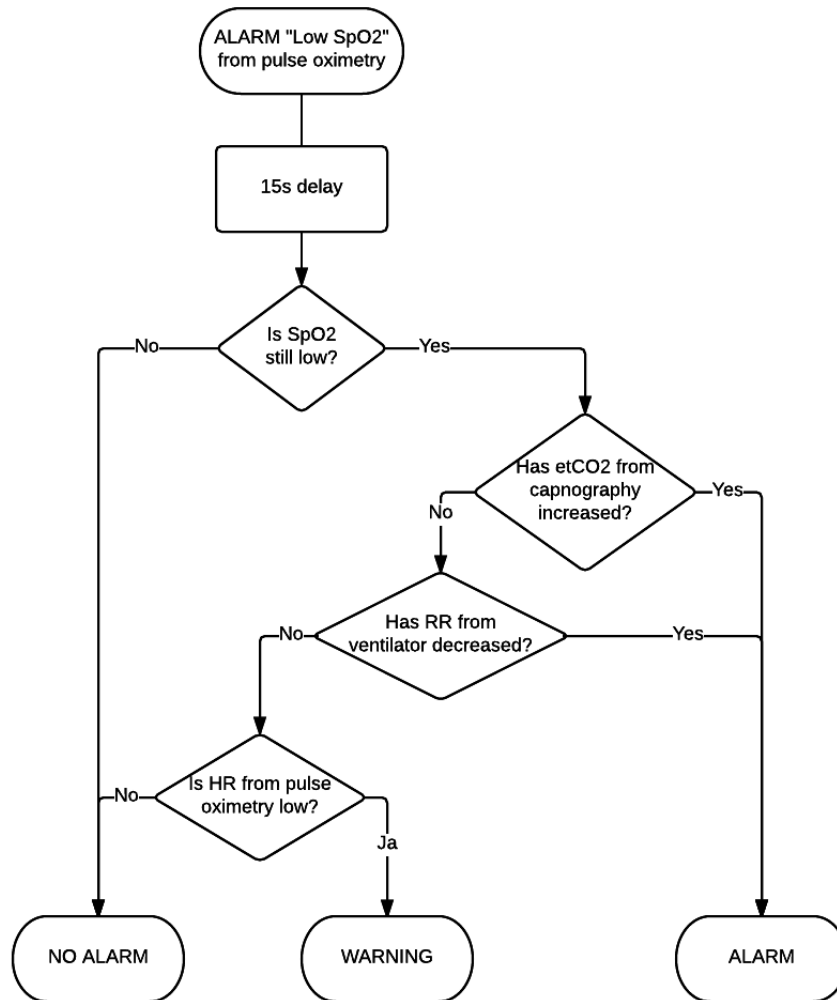 ALARM "Low SpO2"
from pulse oximetry
15s delay
Is SpO2
still low?
No
Yes
Has etCO2 from
capnography
increased?
Yes
No
Has RR from
ventilator decreased?
No
Yes
Is HR from pulse
oximetry low?
No
Ja
NO ALARM
WARNING
ALARM